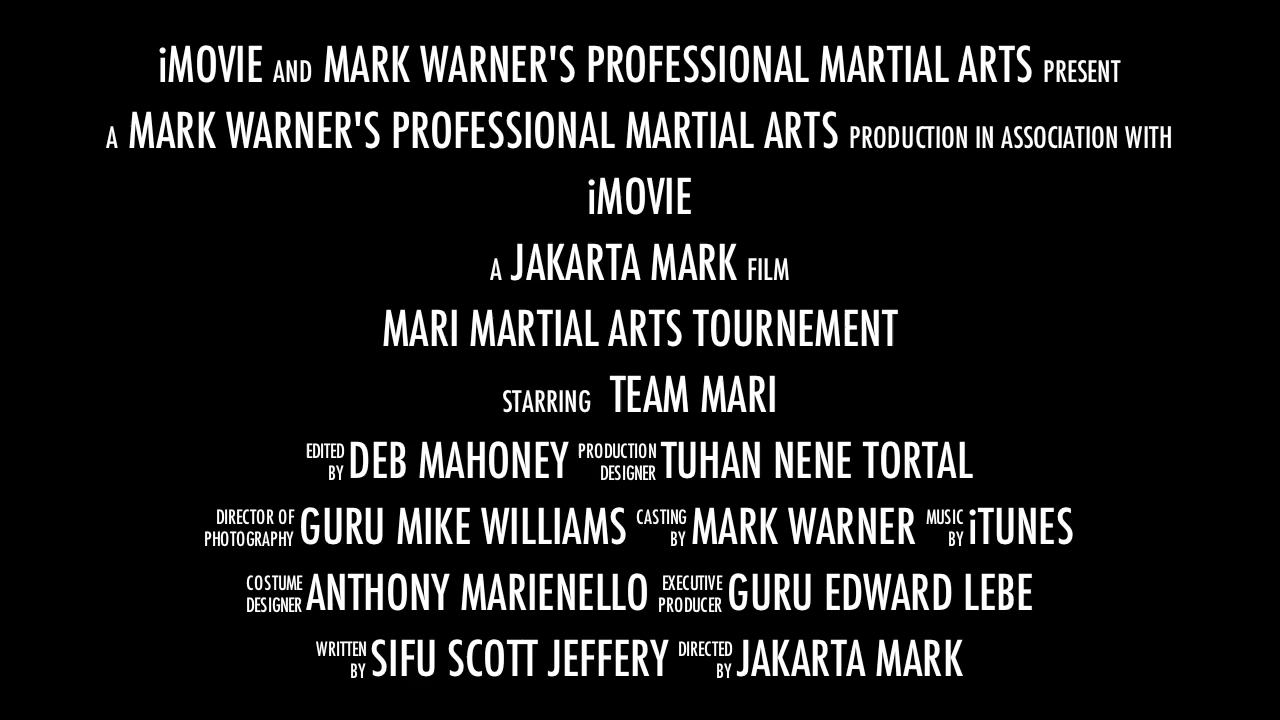 iMOVIE AND MARK WARNER'S PROFESSIONAL MARTIAL ARTS PRESENT
A MARK WARNER'S PROFESSIONAL MARTIAL ARTS PRODUCTION IN ASSOCIATION WITH
iMOVIE
A JAKARTA MARK FILM
MARI MARTIAL ARTS TOURNEMENT
STARRING TEAM MARI
EDITED BY DEB MAHONEY PRODUCTION DESIGNER TUHAN NENE TORTAL
DIRECTOR OF PHOTOGRAPHY GURU MIKE WILLIAMS CASTING BY MARK WARNER MUSIC BY iTUNES
COSTUME DESIGNER ANTHONY MARIENELLO EXECUTIVE PRODUCER GURU EDWARD LEBE
WRITTEN BY SIFU SCOTT JEFFERY DIRECTED BY JAKARTA MARK